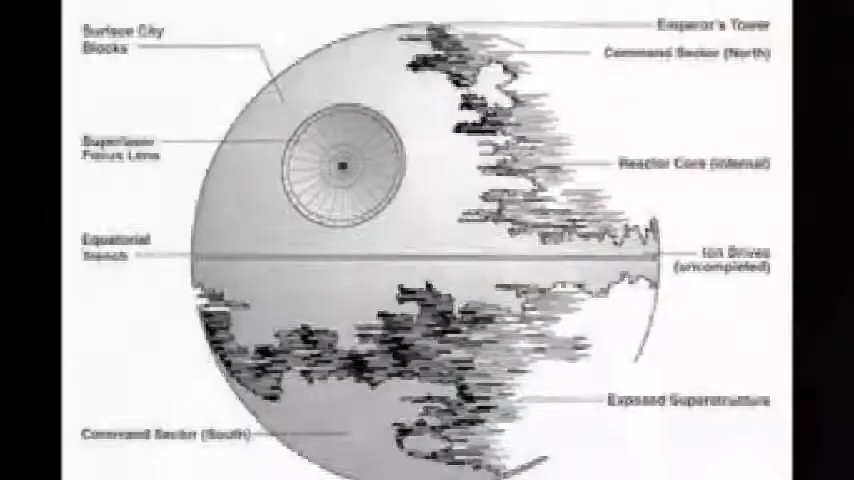 Surface City
Blocks
Superlaser
Focus Lens
Equatorial
trench
Command Sector (South)
Emperor's Tower
Command Sector (North)
Reactor Core (internal)
Ion Drives
(uncompleted)
Exposed Superstructure